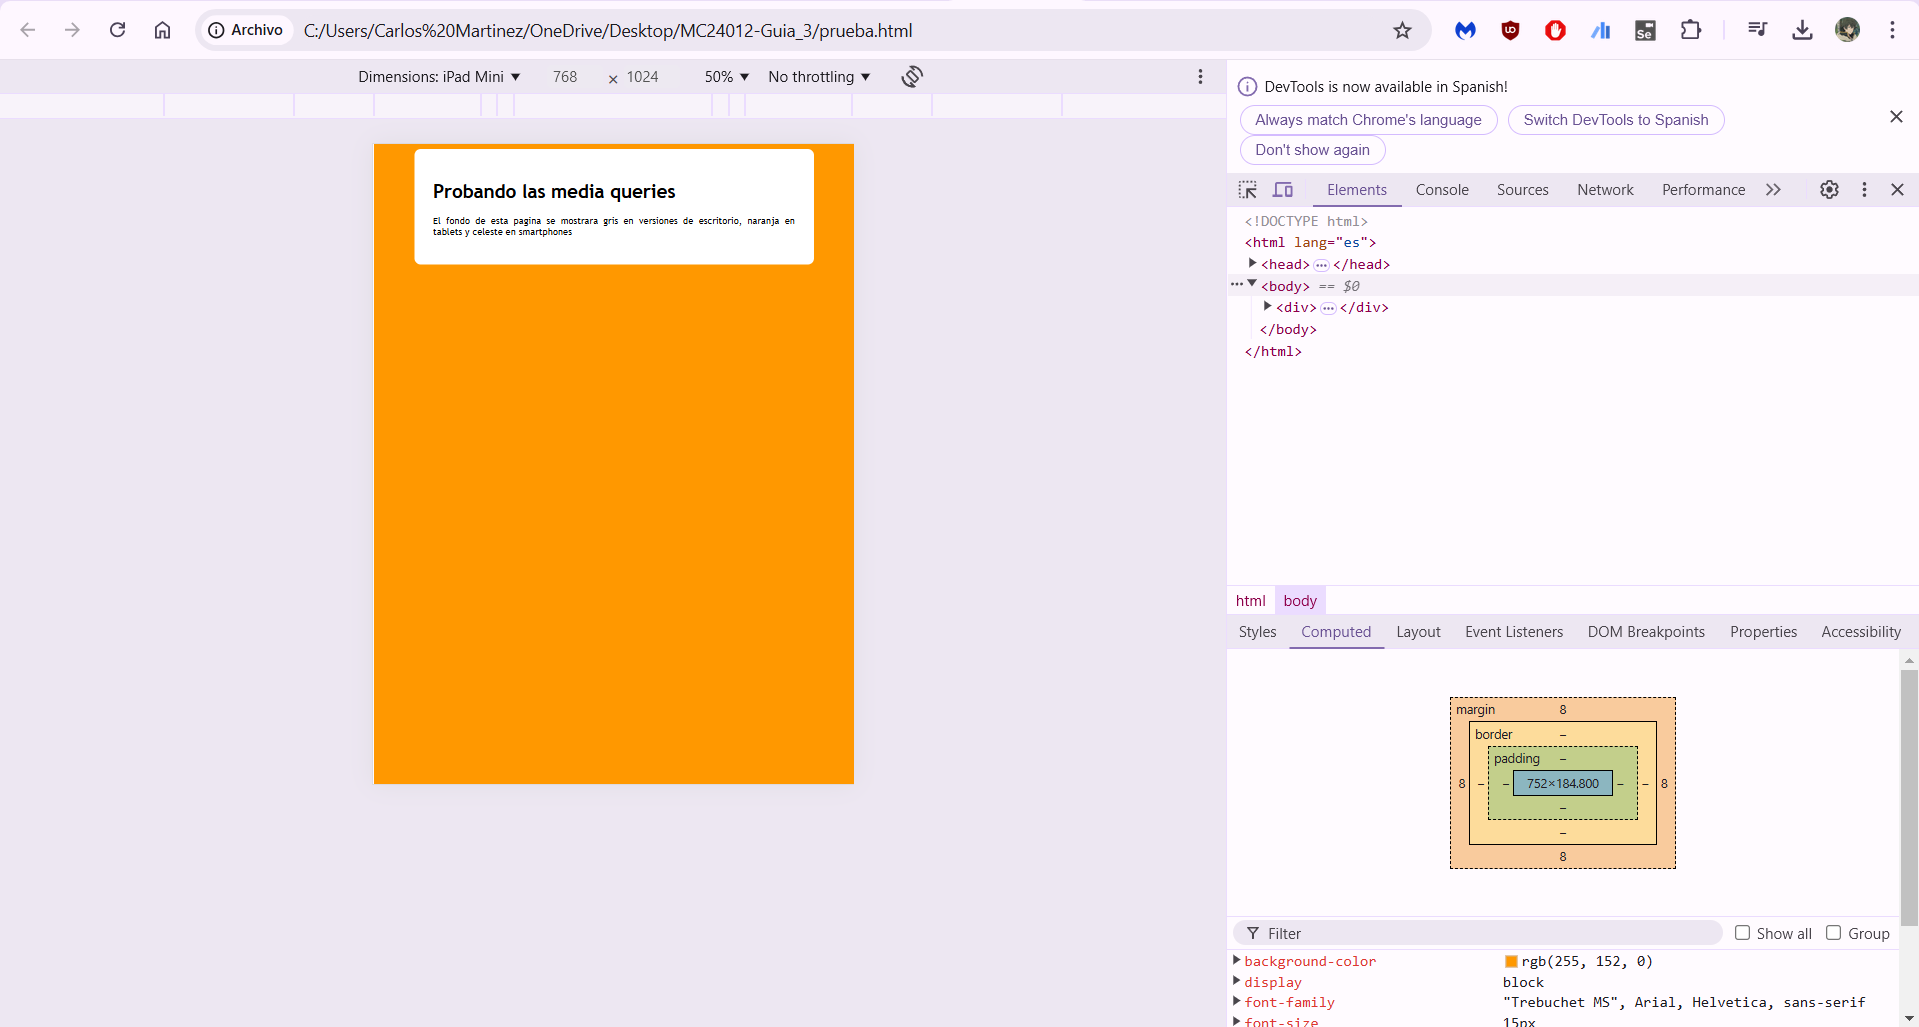 Archivo C:/Users/Carlos%20Martinez/OneDrive/Desktop/MC24012-Guia_3/prueba.html
Dimensions: iPad Mini ▼ 768 × 1024 50% ▼ No throttling ▼
Probando las media queries
El fondo de esta pagina se mostrara gris en versiones de escritorio, naranja en
tablets y celeste en smartphones
DevTools is now available in Spanish!
Always match Chrome's language Switch DevTools to Spanish
Don't show again
Elements Console Sources Network Performance
<!DOCTYPE html>
<html lang="es">
<head>…</head>
<body> == $0
<div>…</div>
</body>
</html>
html body
Styles Computed Layout Event Listeners DOM Breakpoints Properties Accessibility
margin 8
border –
padding –
8 – – 752×184.800 – – 8
–
–
8
Filter Show all Group
background-color rgb(255, 152, 0)
display block
font-family "Trebuchet MS", Arial, Helvetica, sans-serif
font-size 15px